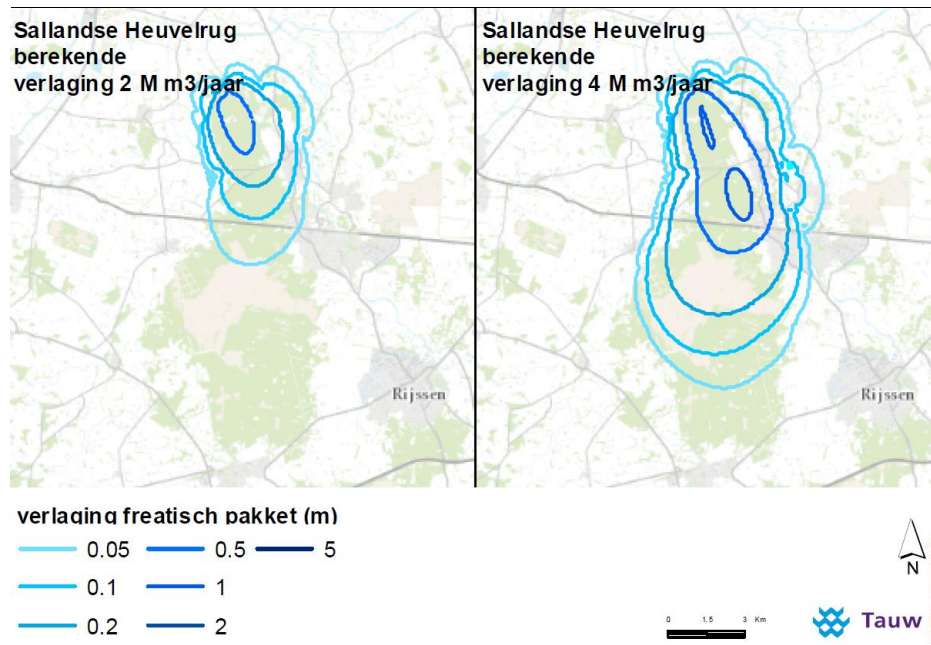 Sallandse Heuvelrug
berekende
verlaging 2 M m3/jaar
Sallandse Heuvelrug
berekende
verlaging 4 M m3/jaar
Rijssen
Rijssen
verlaging freatisch pakket (m)
0.05
0.5
5
0.1
1
0.2
2
N
0 1.5 3 Km
Tauw